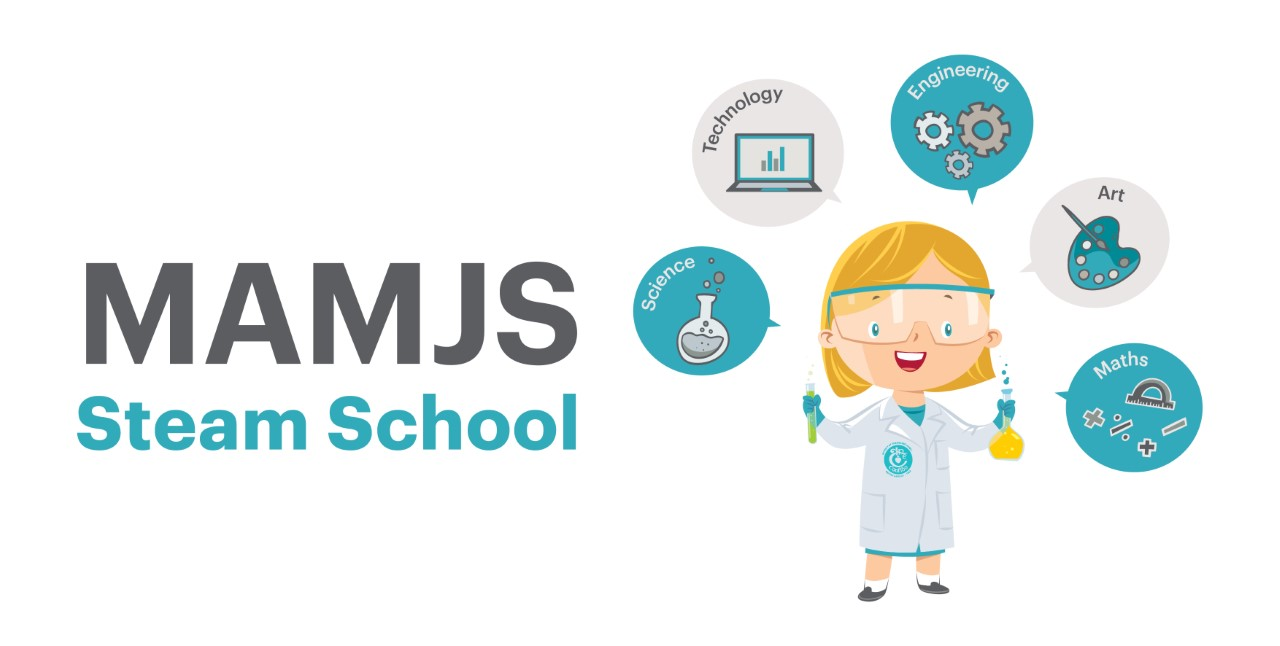 MAMJS
Steam School
Science
Technology
Engineering
Art
Maths